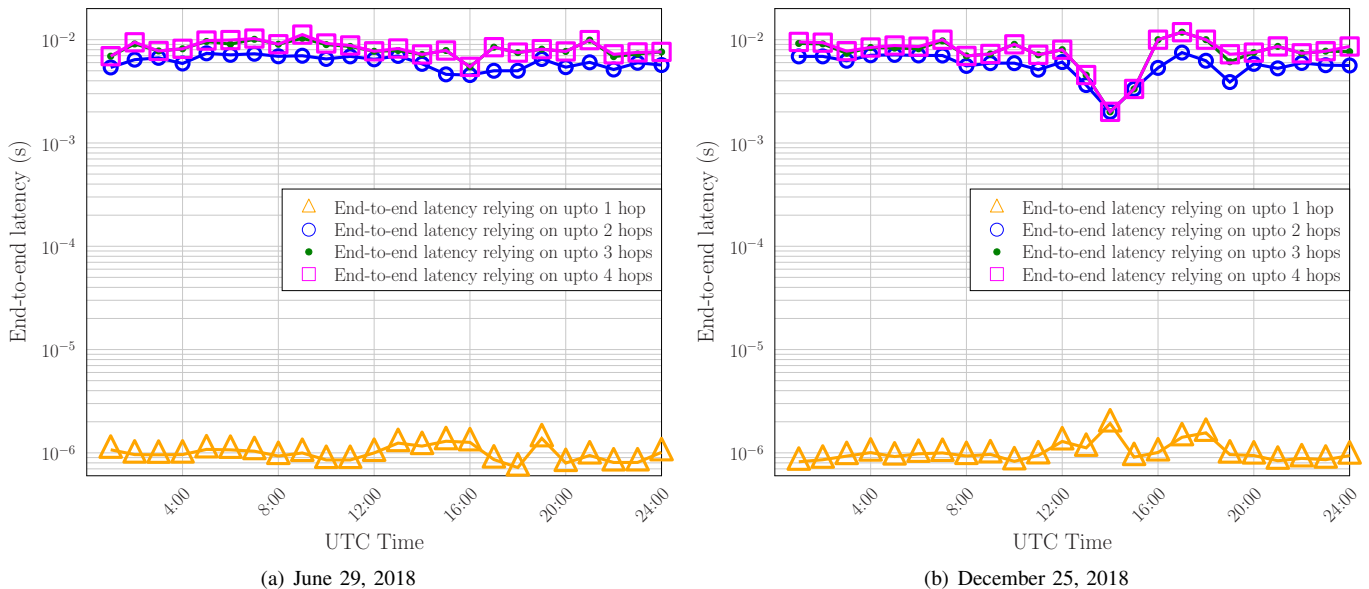 10⁻²
10⁻³
10⁻⁴
10⁻⁵
10⁻⁶
End-to-end latency (s)
End-to-end latency relying on upto 1 hop
End-to-end latency relying on upto 2 hops
End-to-end latency relying on upto 3 hops
End-to-end latency relying on upto 4 hops
4:00
8:00
12:00
16:00
20:00
24:00
UTC Time
(a) June 29, 2018
10⁻²
10⁻³
10⁻⁴
10⁻⁵
10⁻⁶
End-to-end latency (s)
End-to-end latency relying on upto 1 hop
End-to-end latency relying on upto 2 hops
End-to-end latency relying on upto 3 hops
End-to-end latency relying on upto 4 hops
4:00
8:00
12:00
16:00
20:00
24:00
UTC Time
(b) December 25, 2018